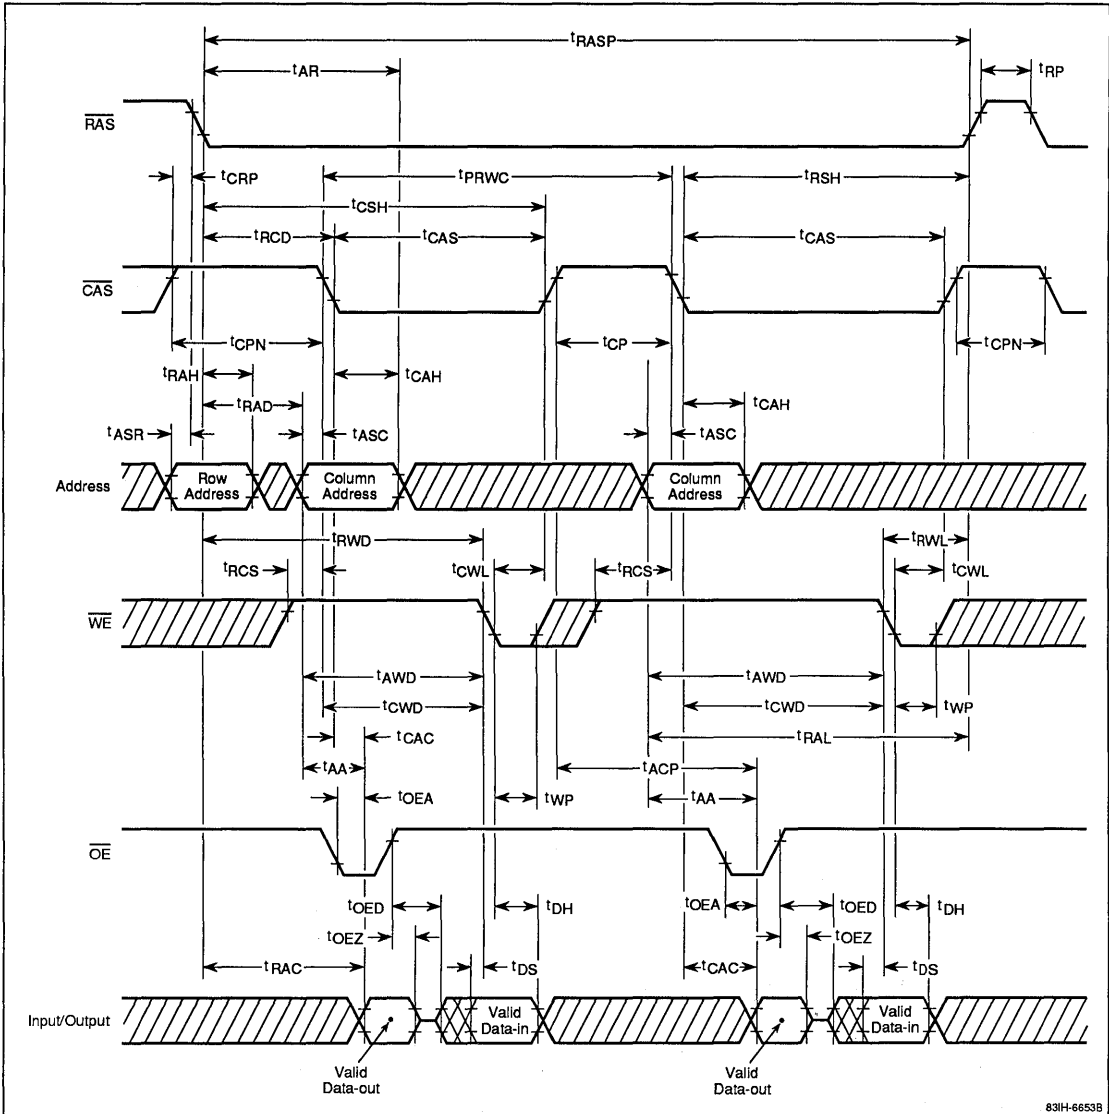 tRASP
tAR
tRP
RAS
tCRP
tPRWC
tRSH
tCSH
tRCD
tCAS
tCAS
CAS
tCPN
tCP
tCPN
tRAH
tCAH
tRAD
tCAH
tASR
tASC
tASC
Address
Row
Address
Column
Address
Column
Address
tRWD
tRWL
tRCS
tCWL
tRCS
tCWL
WE
tAWD
tAWD
tCWD
tCWD
tWP
tCAC
tRAL
tAA
tACP
tOEA
tWP
tAA
OE
tOED
tDH
tOEA
tOED
tDH
tOEZ
tOEZ
tRAC
tDS
tCAC
tDS
Input/Output
Valid
Data-in
Valid
Data-in
Valid
Data-out
Valid
Data-out
83IH-6653B